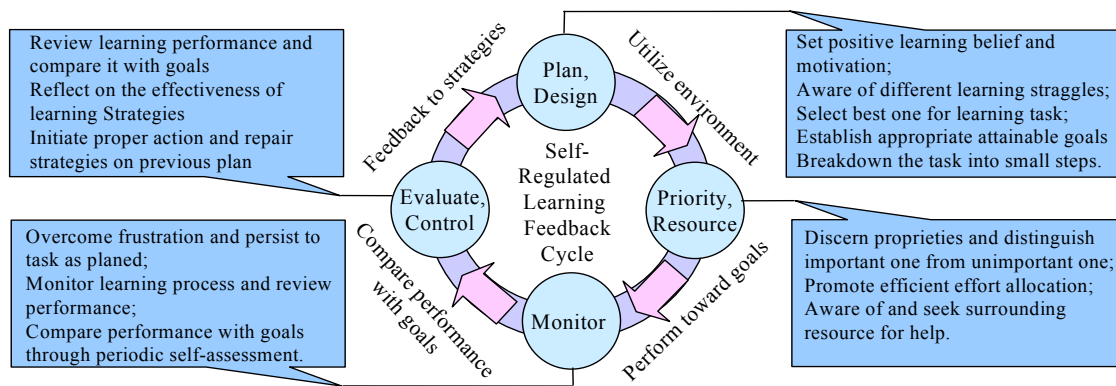 Review learning performance and
compare it with goals
Reflect on the effectiveness of
learning Strategies
Initiate proper action and repair
strategies on previous plan
Feedback to strategies
Plan,
Design
Utilize environment
Set positive learning belief and
motivation;
Aware of different learning straggles;
Select best one for learning task;
Establish appropriate attainable goals
Breakdown the task into small steps.
Evaluate,
Control
Self-
Regulated
Learning
Feedback
Cycle
Priority,
Resource
Overcome frustration and persist to
task as planed;
Monitor learning process and review
performance;
Compare performance with goals
through periodic self-assessment.
Compare performance
with goals
Monitor
Perform toward goals
Discern proprieties and distinguish
important one from unimportant one;
Promote efficient effort allocation;
Aware of and seek surrounding
resource for help.